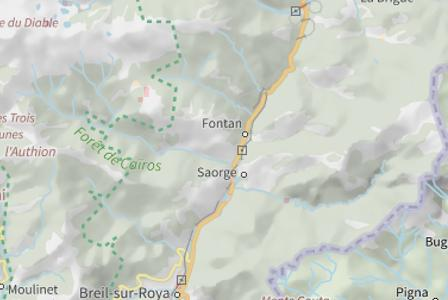 La Brigue
e du Diable
Fontan
es Trois
unes
l'Authion
Forêt de Cairos
Saorge
Bug
Moulinet
Breil-sur-Roya
Pigna